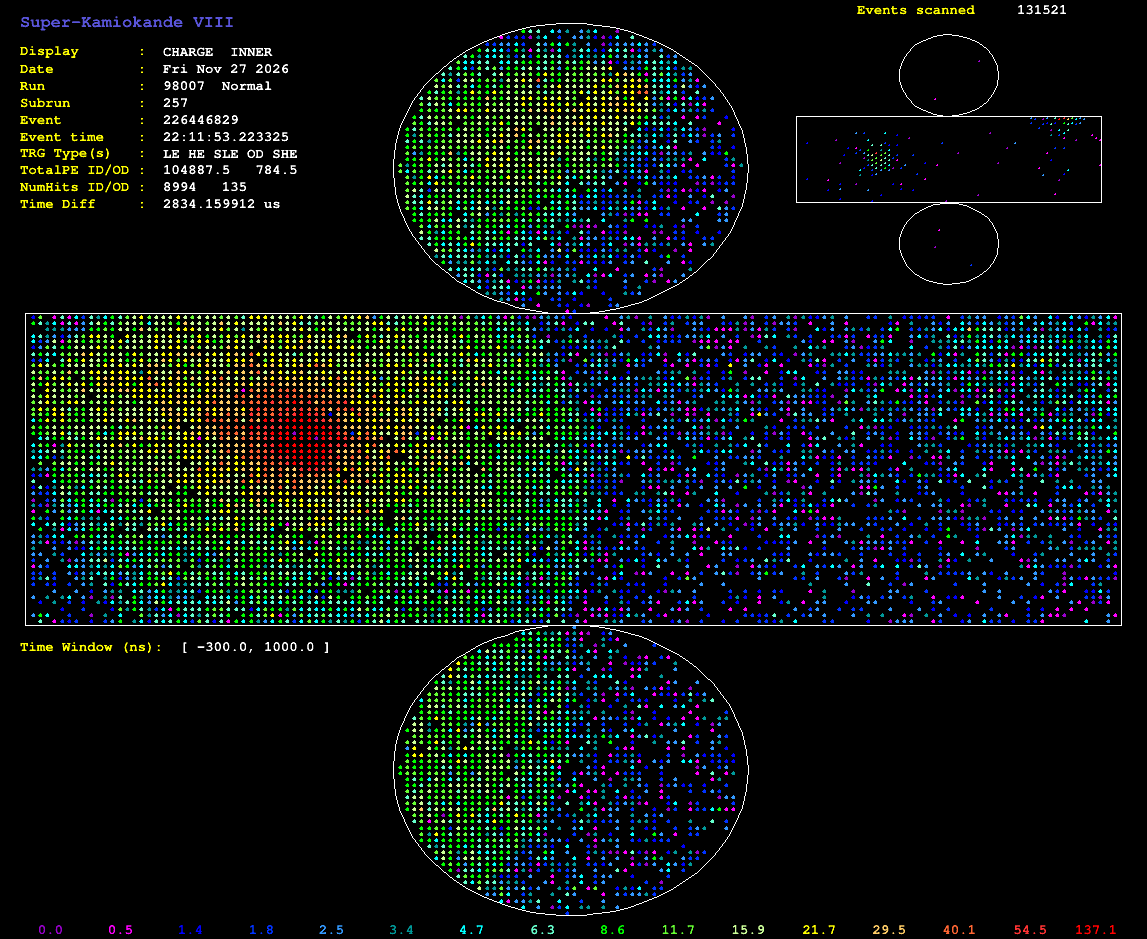 Super-Kamiokande VIII
Events scanned 131521
Display : CHARGE INNER
Date : Fri Nov 27 2026
Run : 98007 Normal
Subrun : 257
Event : 226446829
Event time : 22:11:53.223325
TRG Type(s) : LE HE SLE OD SHE
TotalPE ID/OD : 104887.5 784.5
NumHits ID/OD : 8994 135
Time Diff : 2834.159912 us
Time Window (ns): [ -300.0, 1000.0 ]
0.0 0.5 1.4 1.8 2.5 3.4 4.7 6.3 8.6 11.7 15.9 21.7 29.5 40.1 54.5 137.1